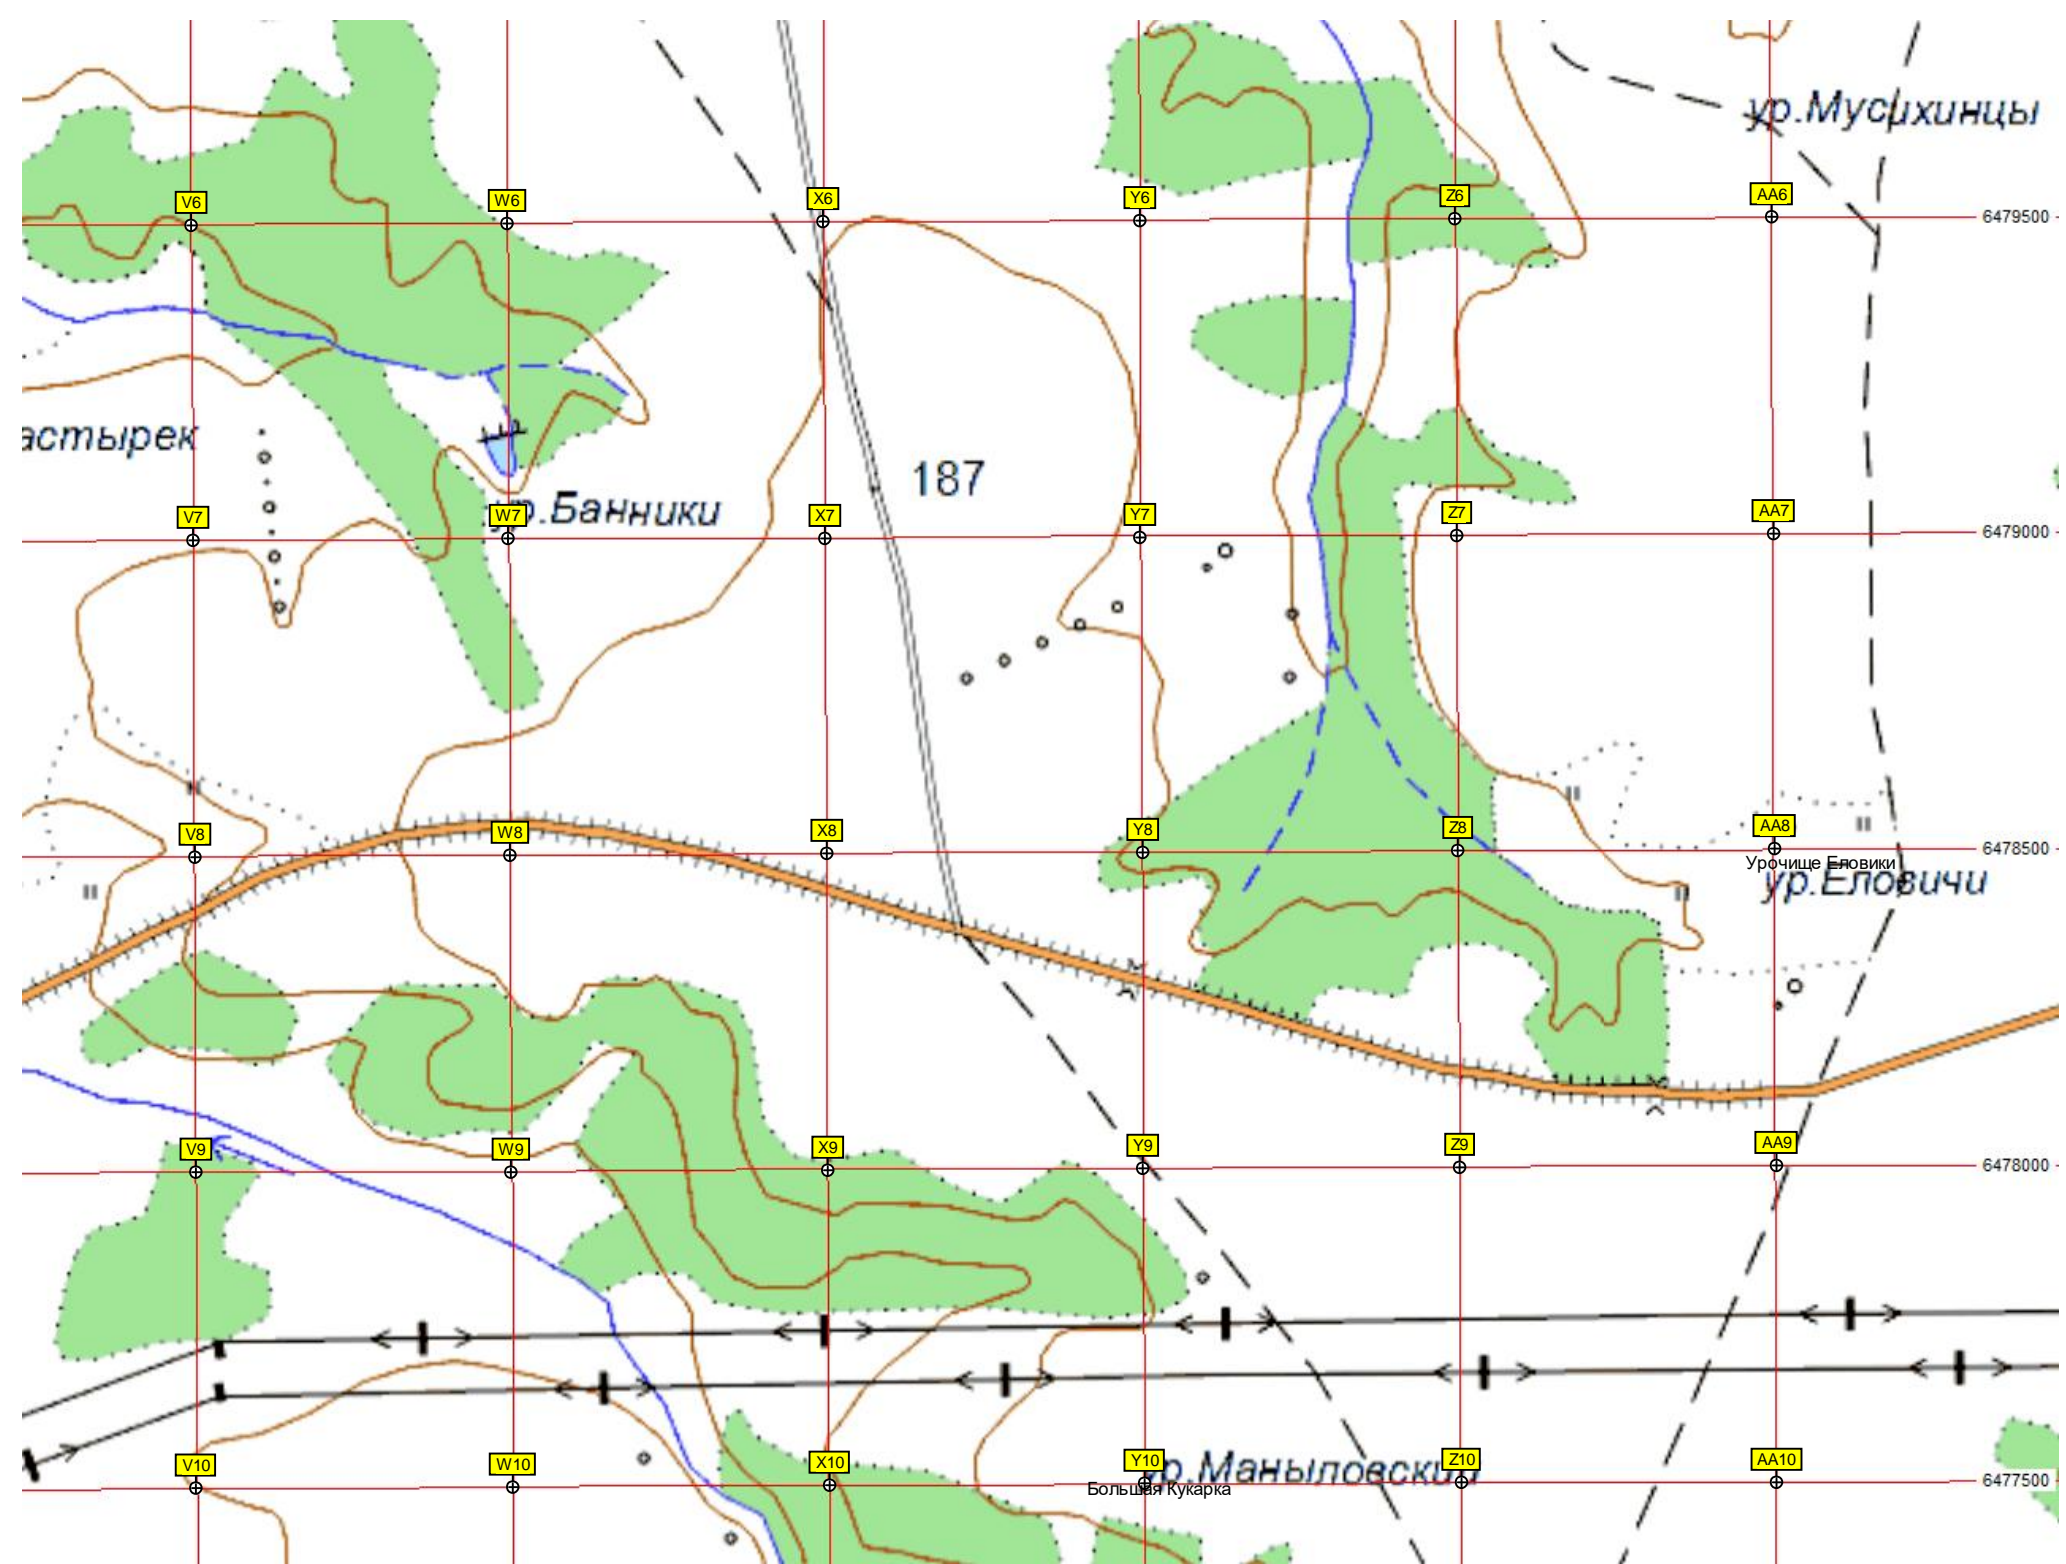 ур.Мусихинцы
V6
W6
X6
Y6
Z6
AA6
6479500
астырек
187
ур.Банники
V7
W7
X7
Y7
Z7
AA7
6479000
V8
W8
X8
Y8
Z8
AA8
6478500
Урочище Еловики
ур.Еловичи
V9
W9
X9
Y9
Z9
AA9
6478000
V10
W10
X10
Y10
ур.Маныловский
Z10
AA10
6477500
Большая Кукарка